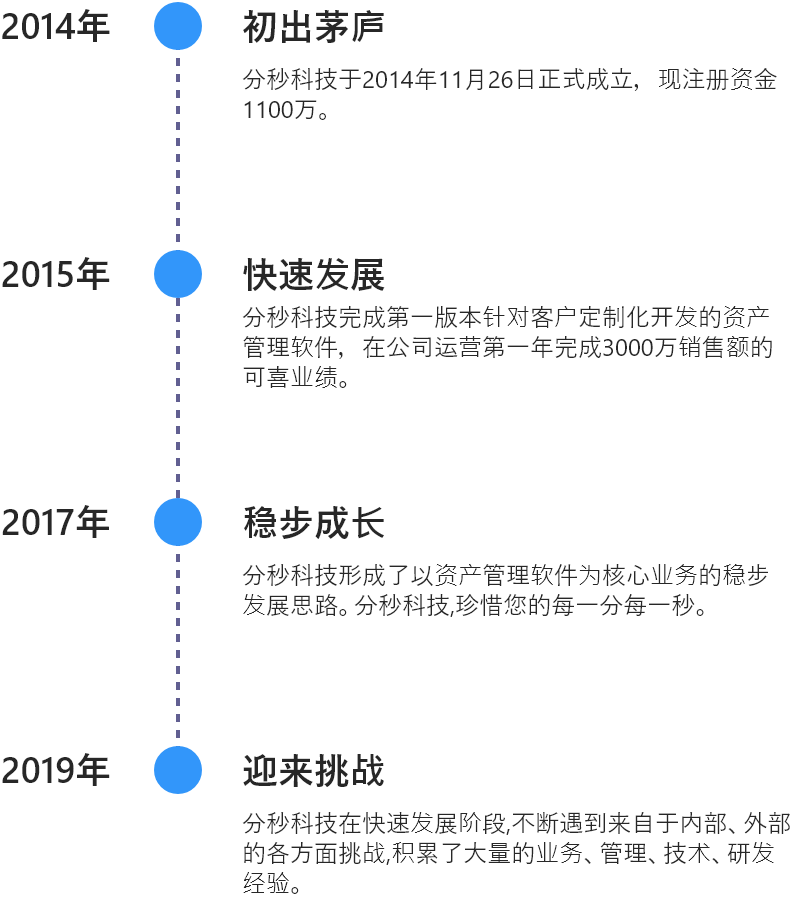 2014年
初出茅庐
分秒科技于2014年11月26日正式成立，现注册资金
1100万。
2015年
快速发展
分秒科技完成第一版本针对客户定制化开发的资产
管理软件，在公司运营第一年完成3000万销售额的
可喜业绩。
2017年
稳步成长
分秒科技形成了以资产管理软件为核心业务的稳步
发展思路。分秒科技,珍惜您的每一分每一秒。
2019年
迎来挑战
分秒科技在快速发展阶段,不断遇到来自于内部、外部
的各方面挑战,积累了大量的业务、管理、技术、研发
经验。